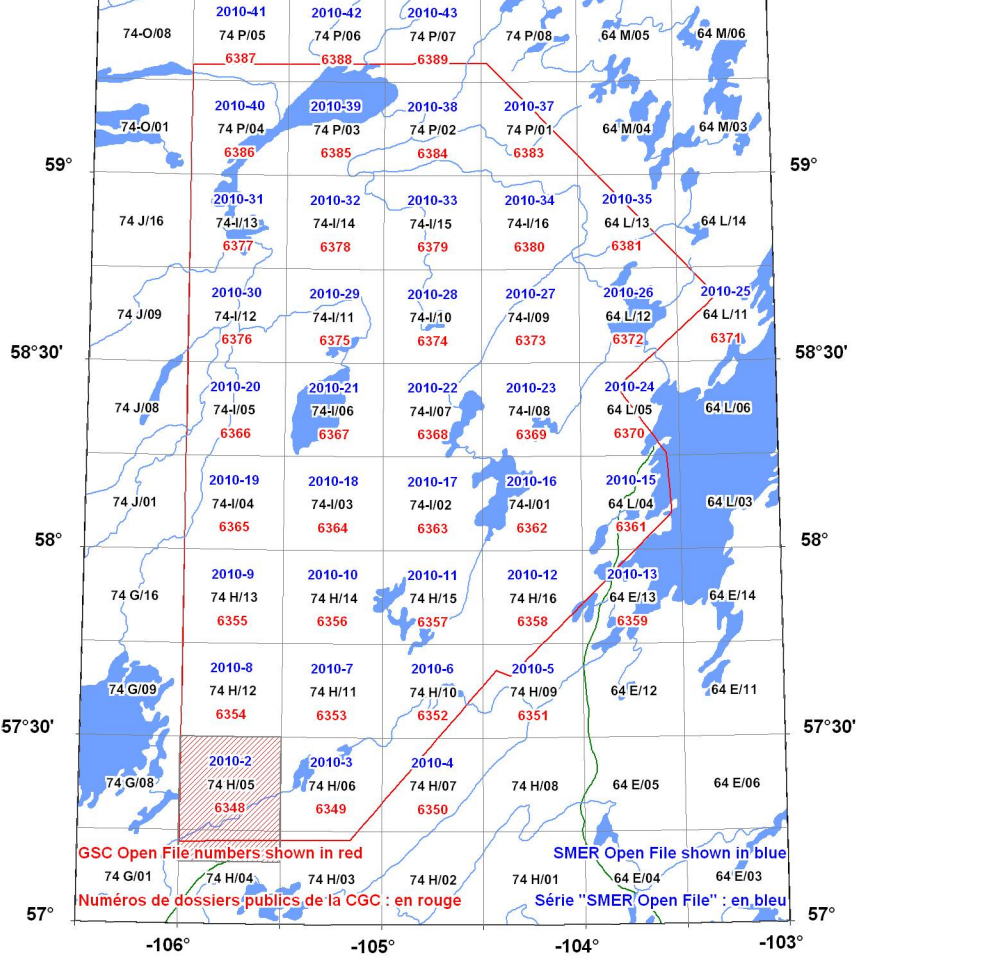 2010-41 2010-42 2010-43
74-O/08 74 P/05 74 P/06 74 P/07 74 P/08 64 M/05 64 M/06
6387 6388 6389
2010-40 2010-39 2010-38 2010-37
74-O/01 74 P/04 74 P/03 74 P/02 74 P/01 64 M/04 64 M/03
6386 6385 6384 6383
59° 59°
2010-31 2010-32 2010-33 2010-34 2010-35
74 J/16 74-I/13 74-I/14 74-I/15 74-I/16 64 L/13 64 L/14
6377 6378 6379 6380 6381
2010-30 2010-29 2010-28 2010-27 2010-26 2010-25
74 J/09 74-I/12 74-I/11 74-I/10 74-I/09 64 L/12 64 L/11
6376 6375 6374 6373 6372 6371
58°30' 58°30'
2010-20 2010-21 2010-22 2010-23 2010-24
74 J/08 74-I/05 74-I/06 74-I/07 74-I/08 64 L/05 64 L/06
6366 6367 6368 6369 6370
2010-19 2010-18 2010-17 2010-16 2010-15
74 J/01 74-I/04 74-I/03 74-I/02 74-I/01 64 L/04 64 L/03
6365 6364 6363 6362 6361
58° 58°
2010-9 2010-10 2010-11 2010-12 2010-13
74 G/16 74 H/13 74 H/14 74 H/15 74 H/16 64 E/13 64 E/14
6355 6356 6357 6358 6359
2010-8 2010-7 2010-6 2010-5
74 G/09 74 H/12 74 H/11 74 H/10 74 H/09 64 E/12 64 E/11
6354 6353 6352 6351
57°30' 57°30'
2010-2 2010-3 2010-4
74 G/08 74 H/05 74 H/06 74 H/07 74 H/08 64 E/05 64 E/06
6348 6349 6350
GSC Open File numbers shown in red SMER Open File shown in blue
74 G/01 74 H/04 74 H/03 74 H/02 74 H/01 64 E/04 64 E/03
Numéros de dossiers publics de la CGC : en rouge Série "SMER Open File" : en bleu
57° 57°
-106° -105° -104° -103°